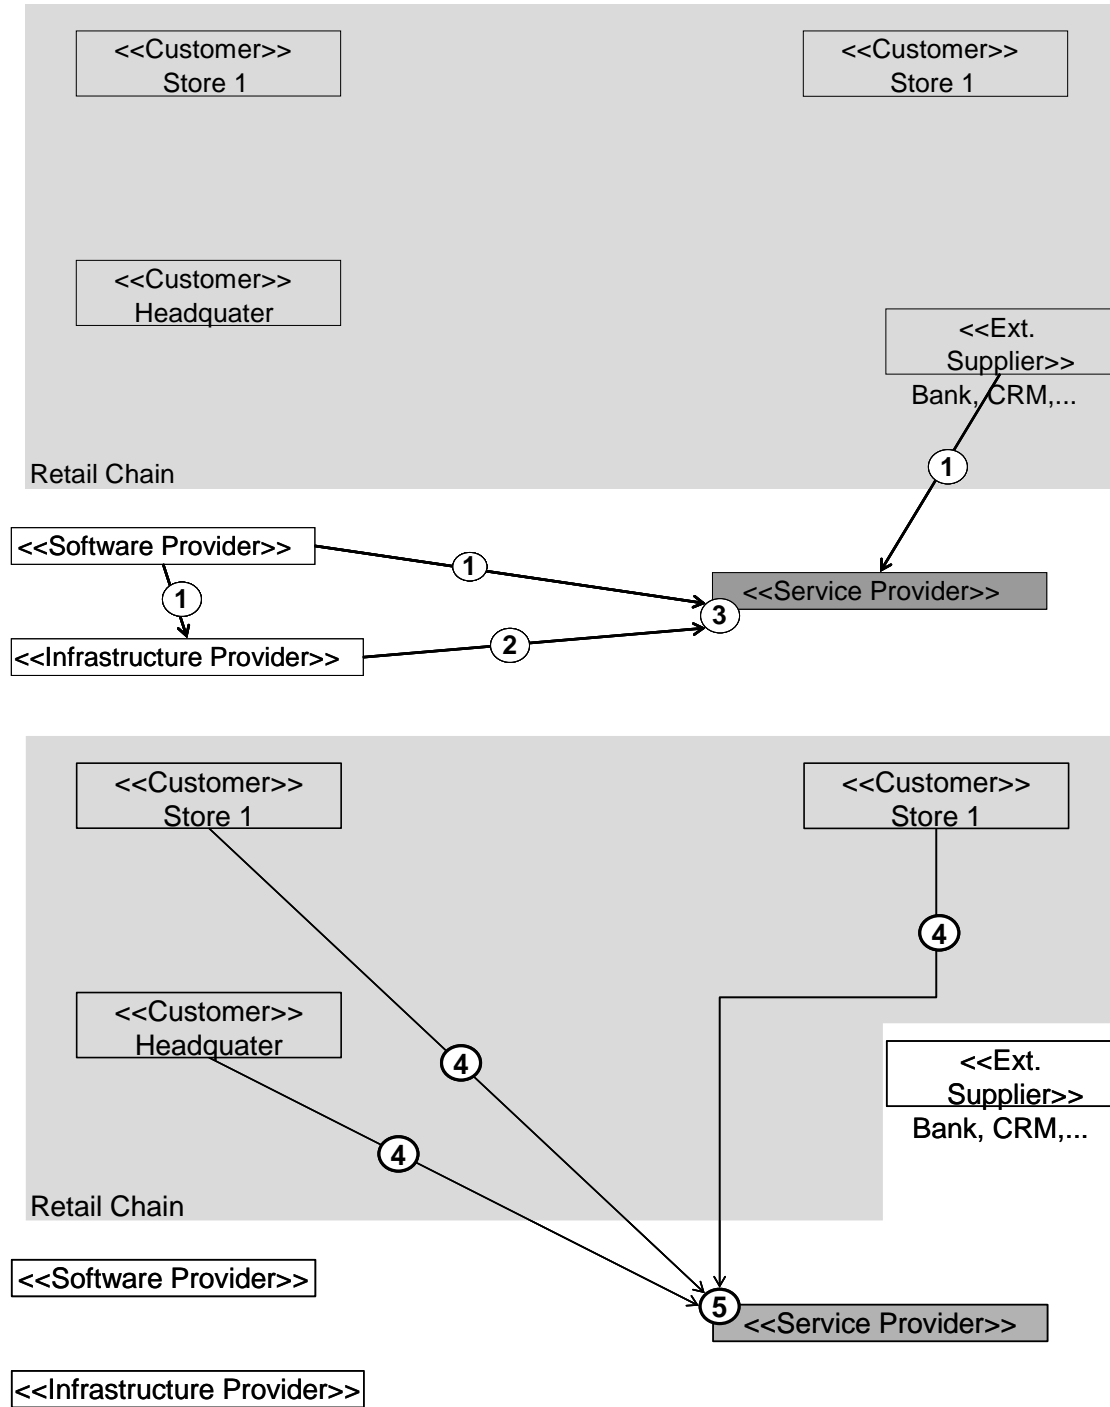 <<Customer>>
Store 1
<<Customer>>
Store 1
<<Customer>>
Headquater
<<Ext.
Supplier>>
Bank, CRM,...
1
Retail Chain
<<Software Provider>>
1
1
<<Service Provider>>
3
2
<<Infrastructure Provider>>
<<Customer>>
Store 1
<<Customer>>
Store 1
4
<<Customer>>
Headquater
4
<<Ext.
Supplier>>
Bank, CRM,...
4
Retail Chain
<<Software Provider>>
5
<<Service Provider>>
<<Infrastructure Provider>>